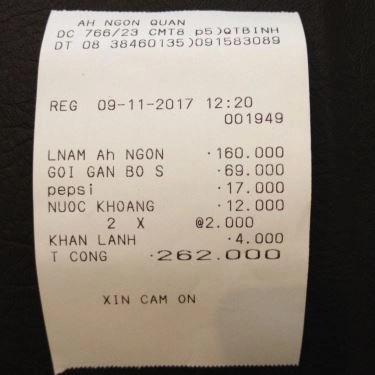 AH NGON QUAN
DC 766/23 CMT8 p5)QTBINH
DT 08 38460135)091583089
REG 09-11-2017 12:20
001949
LNAM Ah NGON ·160.000
GOI GAN BO S ·69.000
pepsi ·17.000
NUOC KHOANG ·12.000
2 X @2.000
KHAN LANH ·4.000
T CONG ·262.000
XIN CAM ON